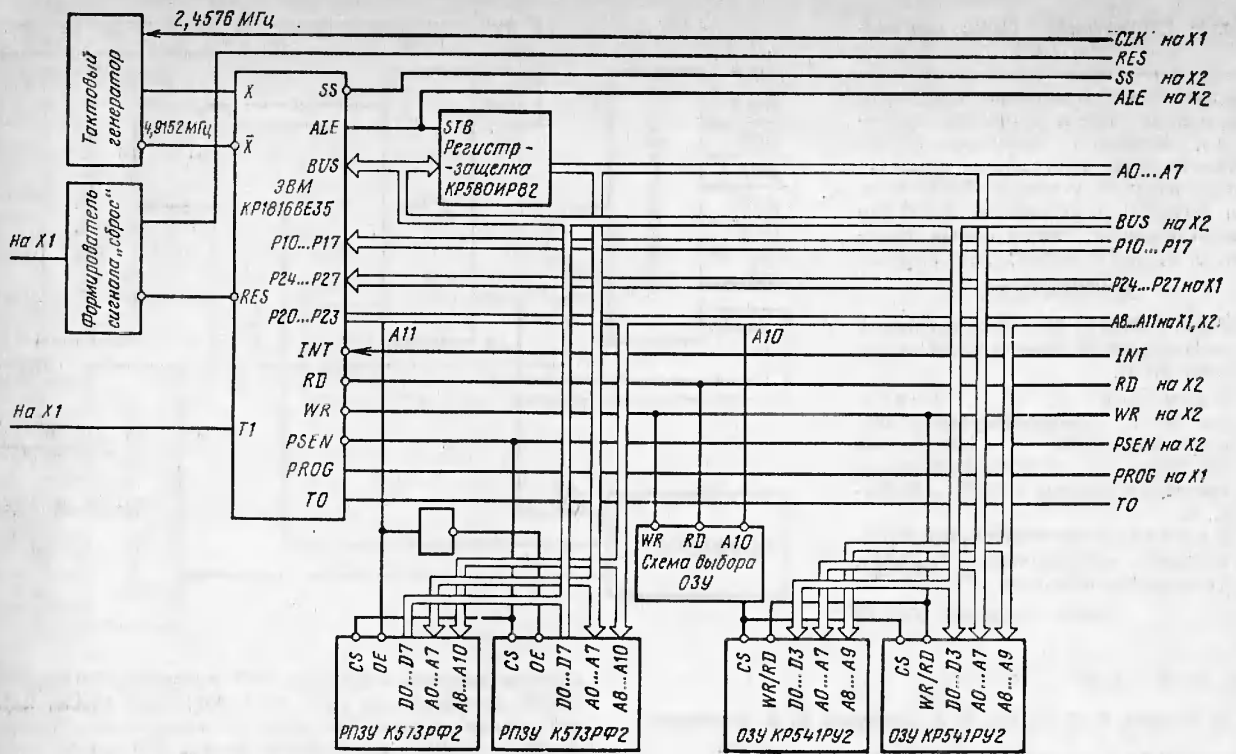 2,4576 МГц
Тактовый генератор
4,9152 МГц
Формирователь сигнала „сброс"
На X1
На X1
X
X̅
RES
T1
SS
ALE
BUS
ЭВМ
КР1816ВЕ35
P10...P17
P24...P27
P20...P23
INT
RD
WR
PSEN
PROG
T0
STB
Регистр-
-защелка
КР580ИР82
A11
A10
CLK на X1
RES
SS на X2
ALE на X2
A0...A7
BUS на X2
P10...P17
P24...P27 на X1
A8...A11 на X1, X2
INT
RD на X2
WR на X2
PSEN на X2
PROG на X1
T0
WR RD A10
Схема выбора
ОЗУ
CS
OE
D0...D7
A0...A7
A8...A10
РПЗУ К573РФ2
CS
OE
D0...D7
A0...A7
A8...A10
РПЗУ К573РФ2
CS
WR/RD
D0...D3
A0...A7
A8...A9
ОЗУ КР541РУ2
CS
WR/RD
D0...D3
A0...A7
A8...A9
ОЗУ КР541РУ2